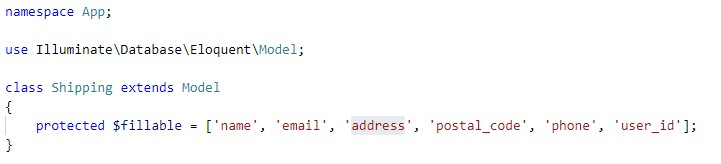 namespace App;
use Illuminate\Database\Eloquent\Model;
class Shipping extends Model
{
protected $fillable = ['name', 'email', 'address', 'postal_code', 'phone', 'user_id'];
}